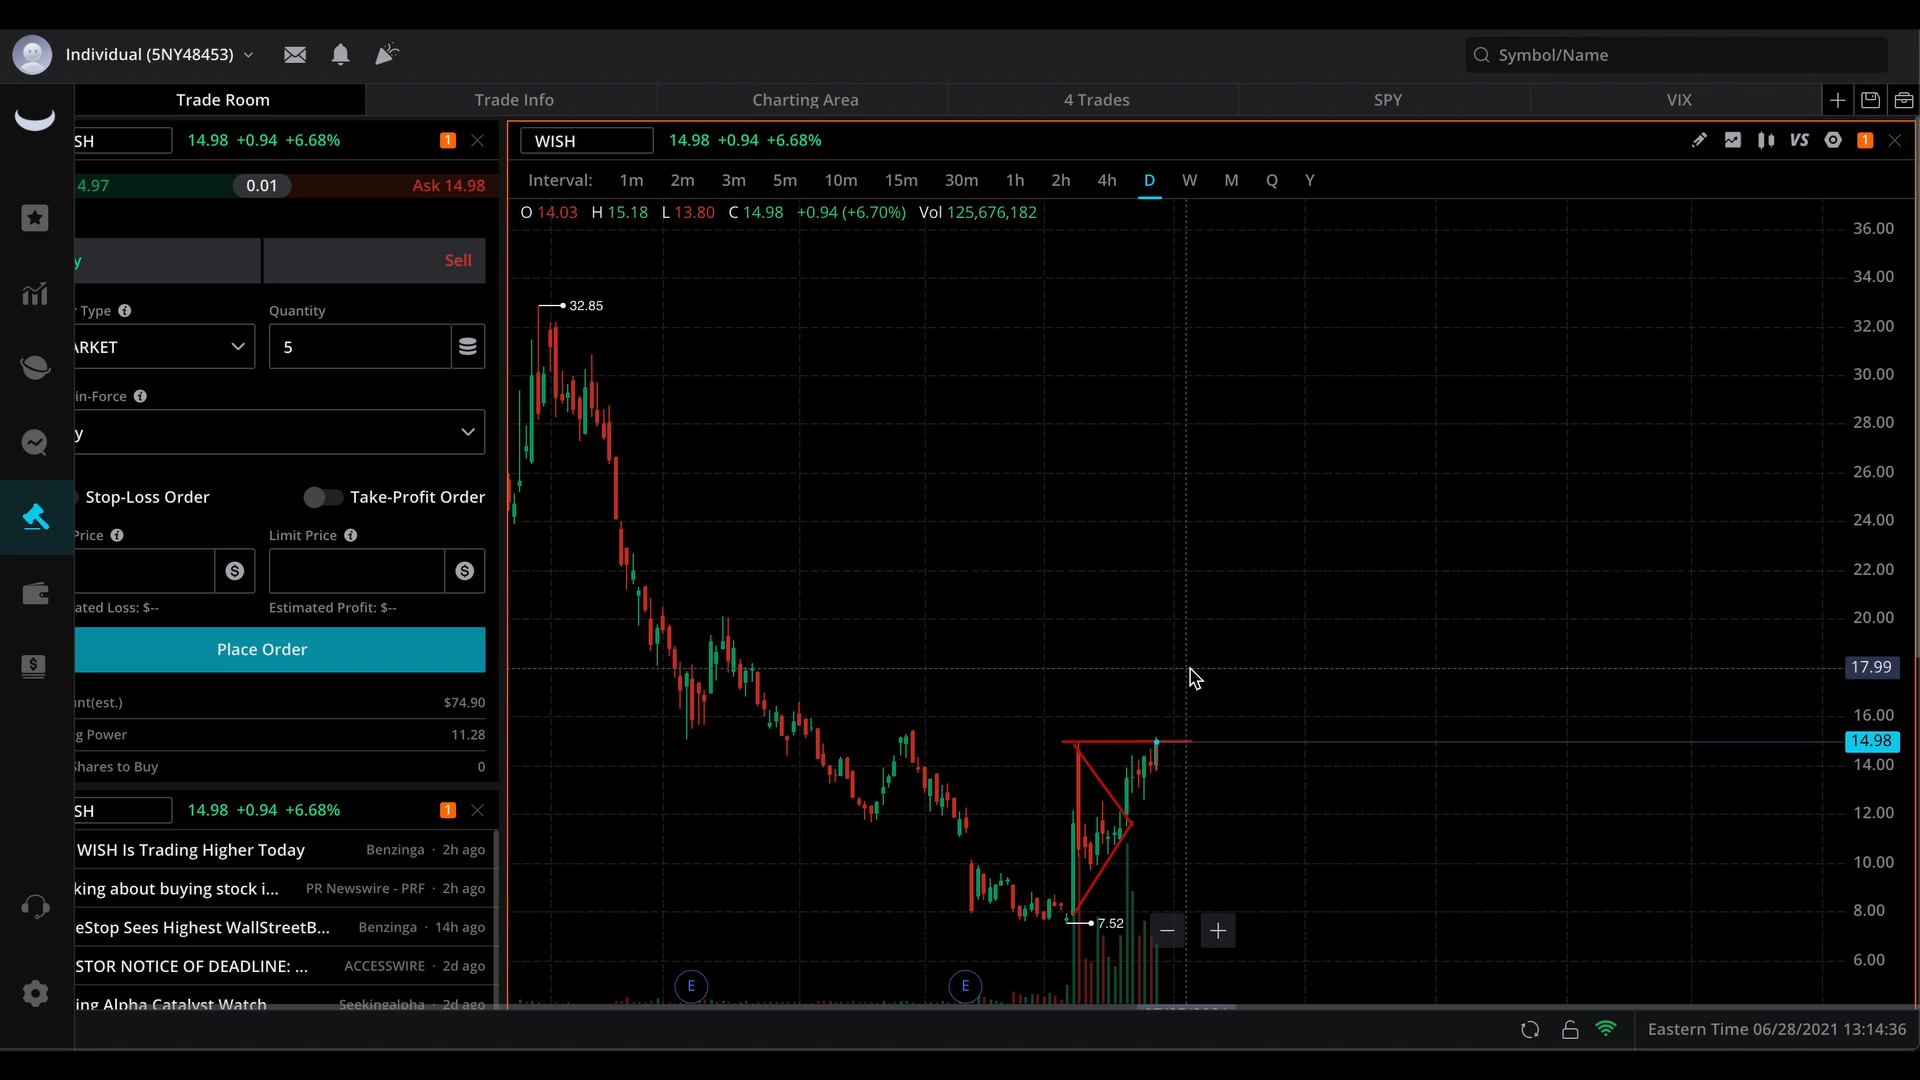 Individual (5NY48453)
Symbol/Name
Trade Room
Trade Info
Charting Area
4 Trades
SPY
VIX
SH
14.98 +0.94 +6.68%
1
4.97
0.01
Ask 14.98
y
Sell
r Type
Quantity
ARKET
5
in-Force
y
Stop-Loss Order
Take-Profit Order
Price
Limit Price
$
$
ated Loss: $--
Estimated Profit: $--
Place Order
nt(est.)
$74.90
g Power
11.28
Shares to Buy
0
SH
14.98 +0.94 +6.68%
1
WISH Is Trading Higher Today
Benzinga · 2h ago
king about buying stock i...
PR Newswire - PRF · 2h ago
eStop Sees Highest WallStreetB...
Benzinga · 14h ago
STOR NOTICE OF DEADLINE: ...
ACCESSWIRE · 2d ago
ing Alpha Catalyst Watch
Seekingalpha · 2d ago
WISH
14.98 +0.94 +6.68%
VS
1
Interval: 1m 2m 3m 5m 10m 15m 30m 1h 2h 4h D W M Q Y
O 14.03 H 15.18 L 13.80 C 14.98 +0.94 (+6.70%) Vol 125,676,182
36.00
34.00
32.85
32.00
30.00
28.00
26.00
24.00
22.00
20.00
17.99
16.00
14.98
14.00
12.00
10.00
8.00
7.52
6.00
E
E
Eastern Time 06/28/2021 13:14:36